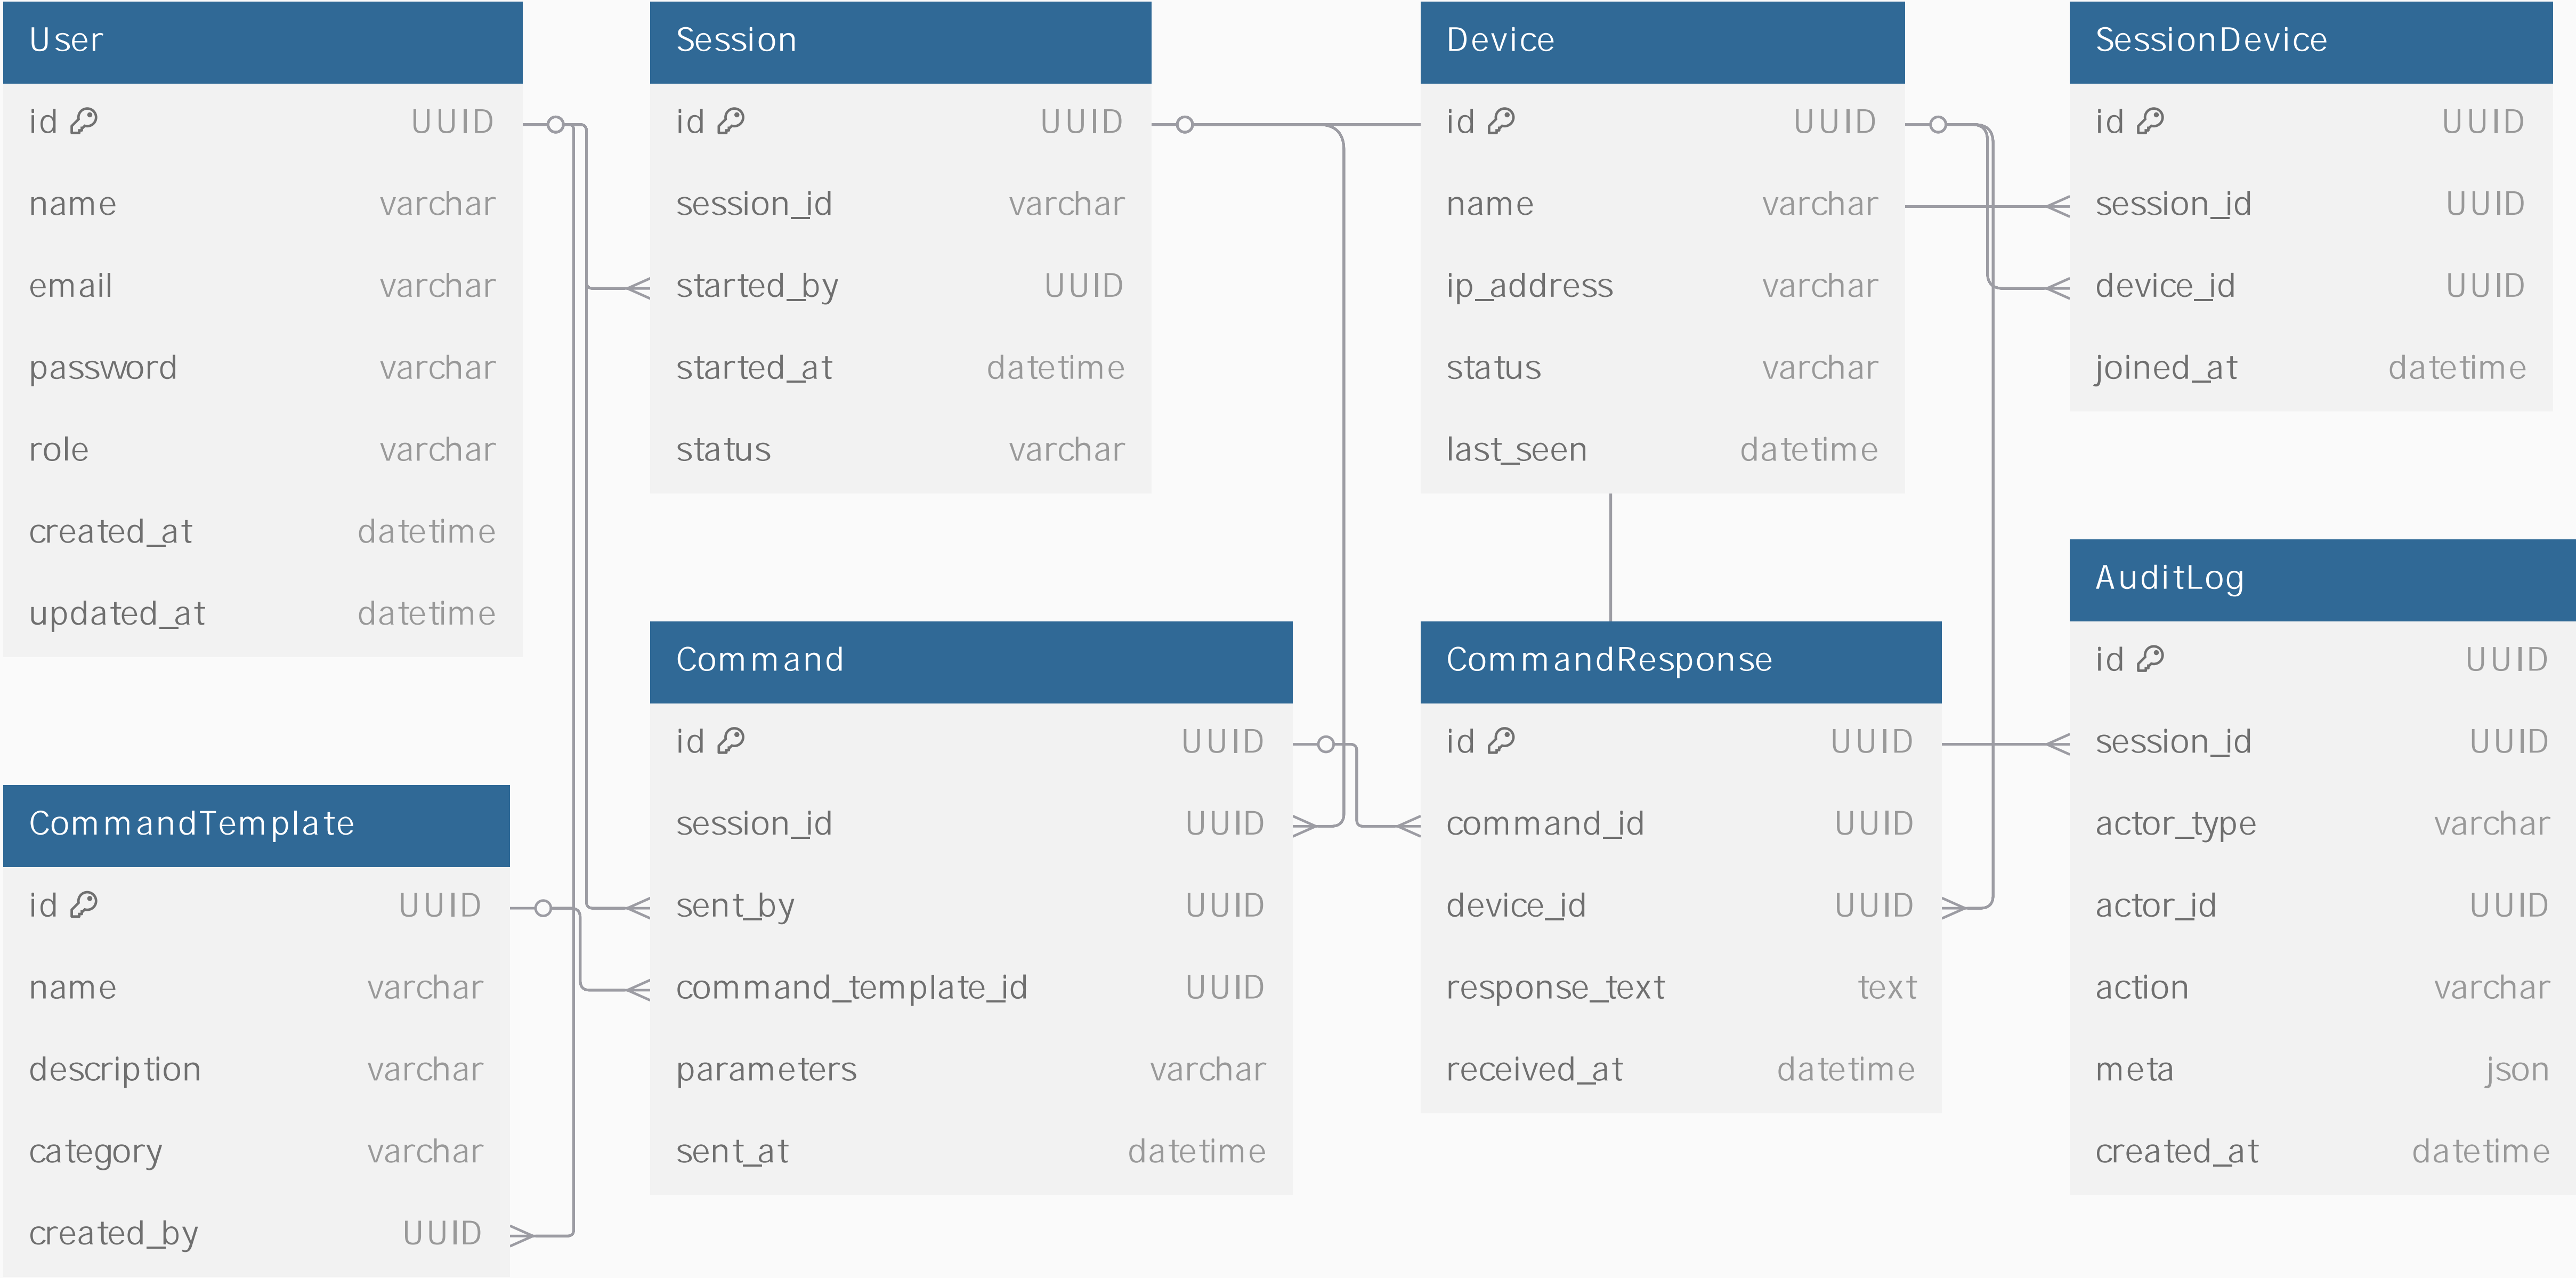 User
id UUID
name varchar
email varchar
password varchar
role varchar
created_at datetime
updated_at datetime
Session
id UUID
session_id varchar
started_by UUID
started_at datetime
status varchar
Device
id UUID
name varchar
ip_address varchar
status varchar
last_seen datetime
SessionDevice
id UUID
session_id UUID
device_id UUID
joined_at datetime
CommandTemplate
id UUID
name varchar
description varchar
category varchar
created_by UUID
Command
id UUID
session_id UUID
sent_by UUID
command_template_id UUID
parameters varchar
sent_at datetime
CommandResponse
id UUID
command_id UUID
device_id UUID
response_text text
received_at datetime
AuditLog
id UUID
session_id UUID
actor_type varchar
actor_id UUID
action varchar
meta json
created_at datetime